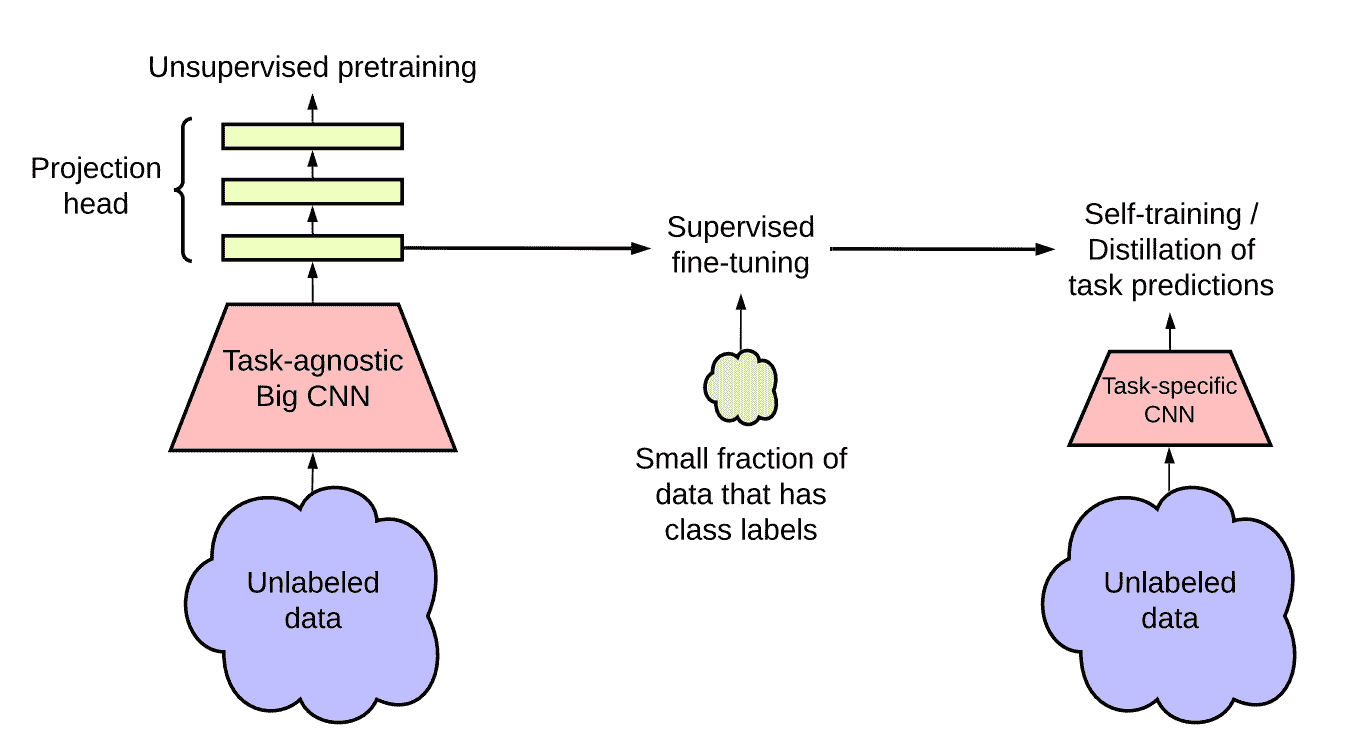 Unsupervised pretraining
Projection
head
Task-agnostic
Big CNN
Unlabeled
data
Supervised
fine-tuning
Small fraction of
data that has
class labels
Self-training /
Distillation of
task predictions
Task-specific
CNN
Unlabeled
data